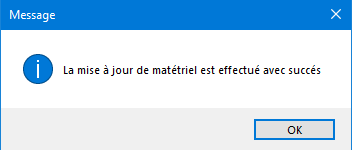 Message
La mise à jour de matétriel est effectué avec succés
OK